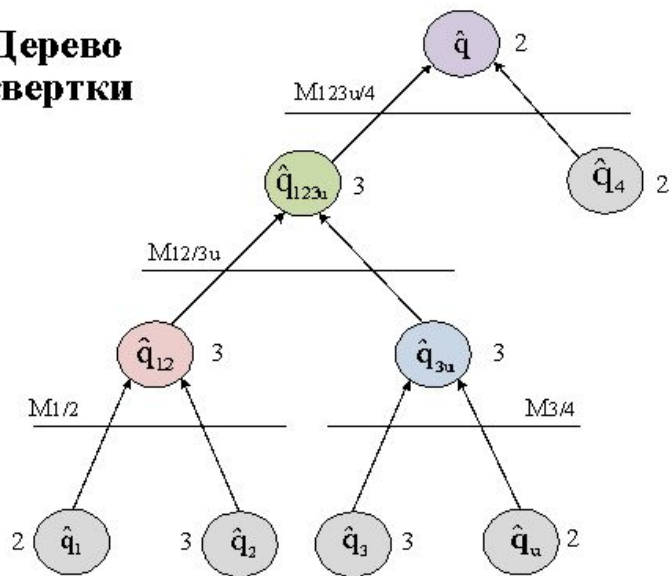 Дерево
свертки
q̂ 2
M123u/4
q̂123u 3
q̂4 2
M12/3u
q̂12 3
q̂3u 3
M1/2
M3/4
2 q̂1
3 q̂2
q̂3 3
q̂u 2